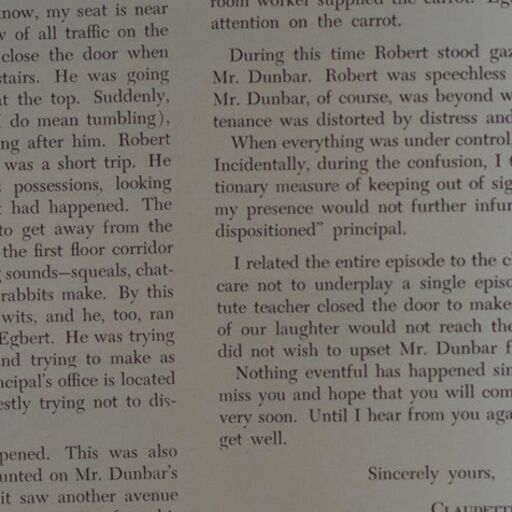 now, my seat is near
of all traffic on the
close the door when
stairs. He was going
at the top. Suddenly,
do mean tumbling),
ng after him. Robert
was a short trip. He
possessions, looking
had happened. The
to get away from the
the first floor corridor
sounds—squeals, chat-
rabbits make. By this
wits, and he, too, ran
Egbert. He was trying
nd trying to make as
ncipal's office is located
estly trying not to dis-
pened. This was also
unted on Mr. Dunbar's
it saw another avenue
room worker supplied the carrot.
attention on the carrot.
During this time Robert stood gaz
Mr. Dunbar. Robert was speechless
Mr. Dunbar, of course, was beyond w
tenance was distorted by distress and
When everything was under control,
Incidentally, during the confusion, I t
tionary measure of keeping out of sig
my presence would not further infur
dispositioned" principal.
I related the entire episode to the c
care not to underplay a single episo
tute teacher closed the door to make
of our laughter would not reach the
did not wish to upset Mr. Dunbar f
Nothing eventful has happened sin
miss you and hope that you will com
very soon. Until I hear from you aga
get well.
Sincerely yours,
CLAUDETT